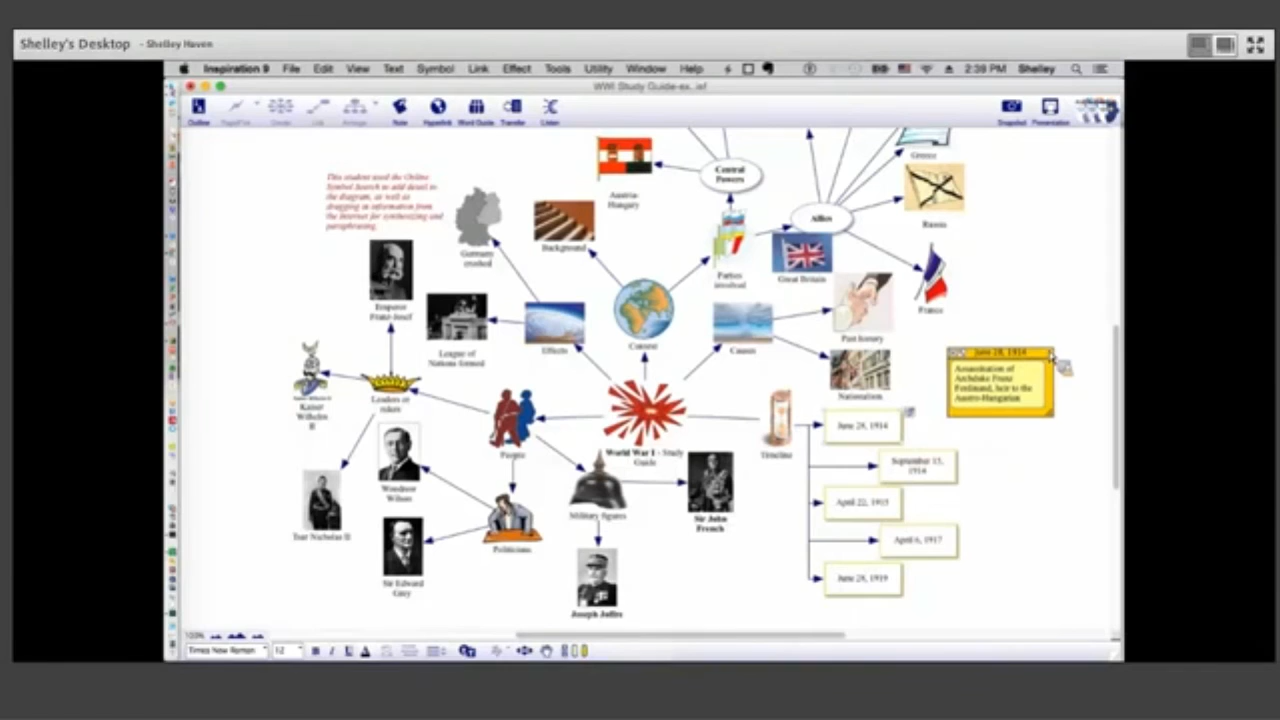 Shelley's Desktop - Shelley Haven
Inspiration 9 File Edit View Text Symbol Link Effect Tools Utility Window Help 2:38 PM Shelley
WWI Study Guide-ex..isf
Outline RapidFire Create Link Arrange Note Hyperlink Word Guide Transfer Listen Snapshot Presentation
This student used the Online
Symbol Search to add detail to
the diagram, as well as
dragging in information from
the Internet for synthesizing and
paraphrasing.
Austria-
Hungary
Central
Powers
Greece
Allies
Russia
Germany
crushed
Background
Parties
involved
Great Britain
France
Emperor
Franz-Josef
League of
Nations formed
Effects
Context
Causes
Past history
Nationalism
June 28, 1914
Assassination of
Archduke Franz
Ferdinand, heir to the
Austro-Hungarian
Kaiser
Wilhelm
II
Leaders or
rulers
People
World War I - Study
Guide
Timeline
June 28, 1914
September 15,
1914
April 22, 1915
April 6, 1917
June 28, 1919
Woodrow
Wilson
Tsar Nicholas II
Sir Edward
Grey
Politicians
Military figures
Sir John
French
Joseph Joffre
100%
Times New Roman 12 B I U A